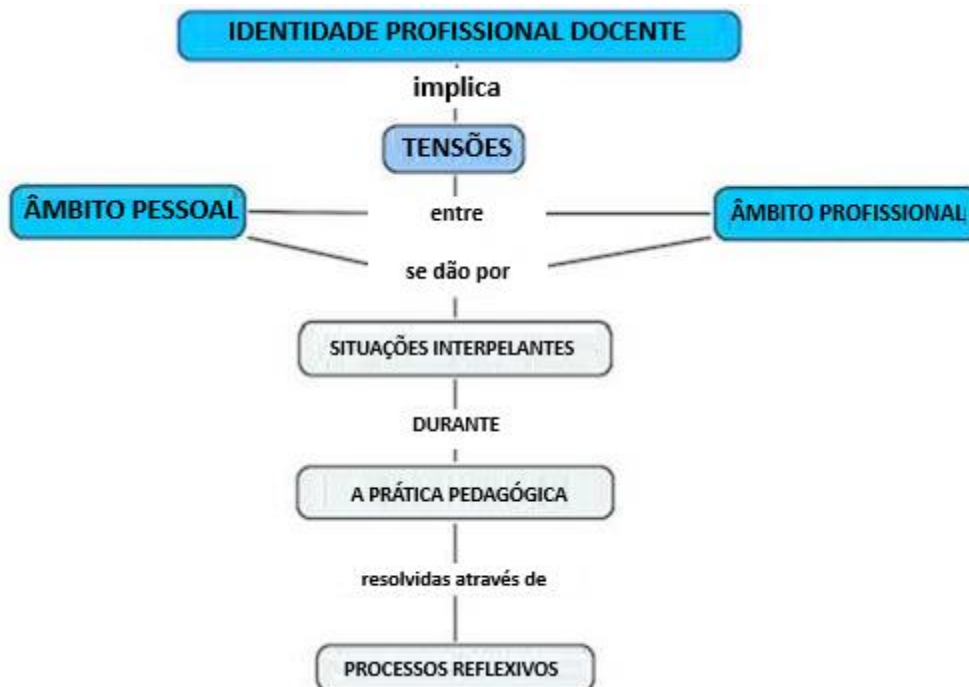 IDENTIDADE PROFISSIONAL DOCENTE
implica
TENSÕES
ÂMBITO PESSOAL
entre
ÂMBITO PROFISSIONAL
se dão por
SITUAÇÕES INTERPELANTES
DURANTE
A PRÁTICA PEDAGÓGICA
resolvidas através de
PROCESSOS REFLEXIVOS